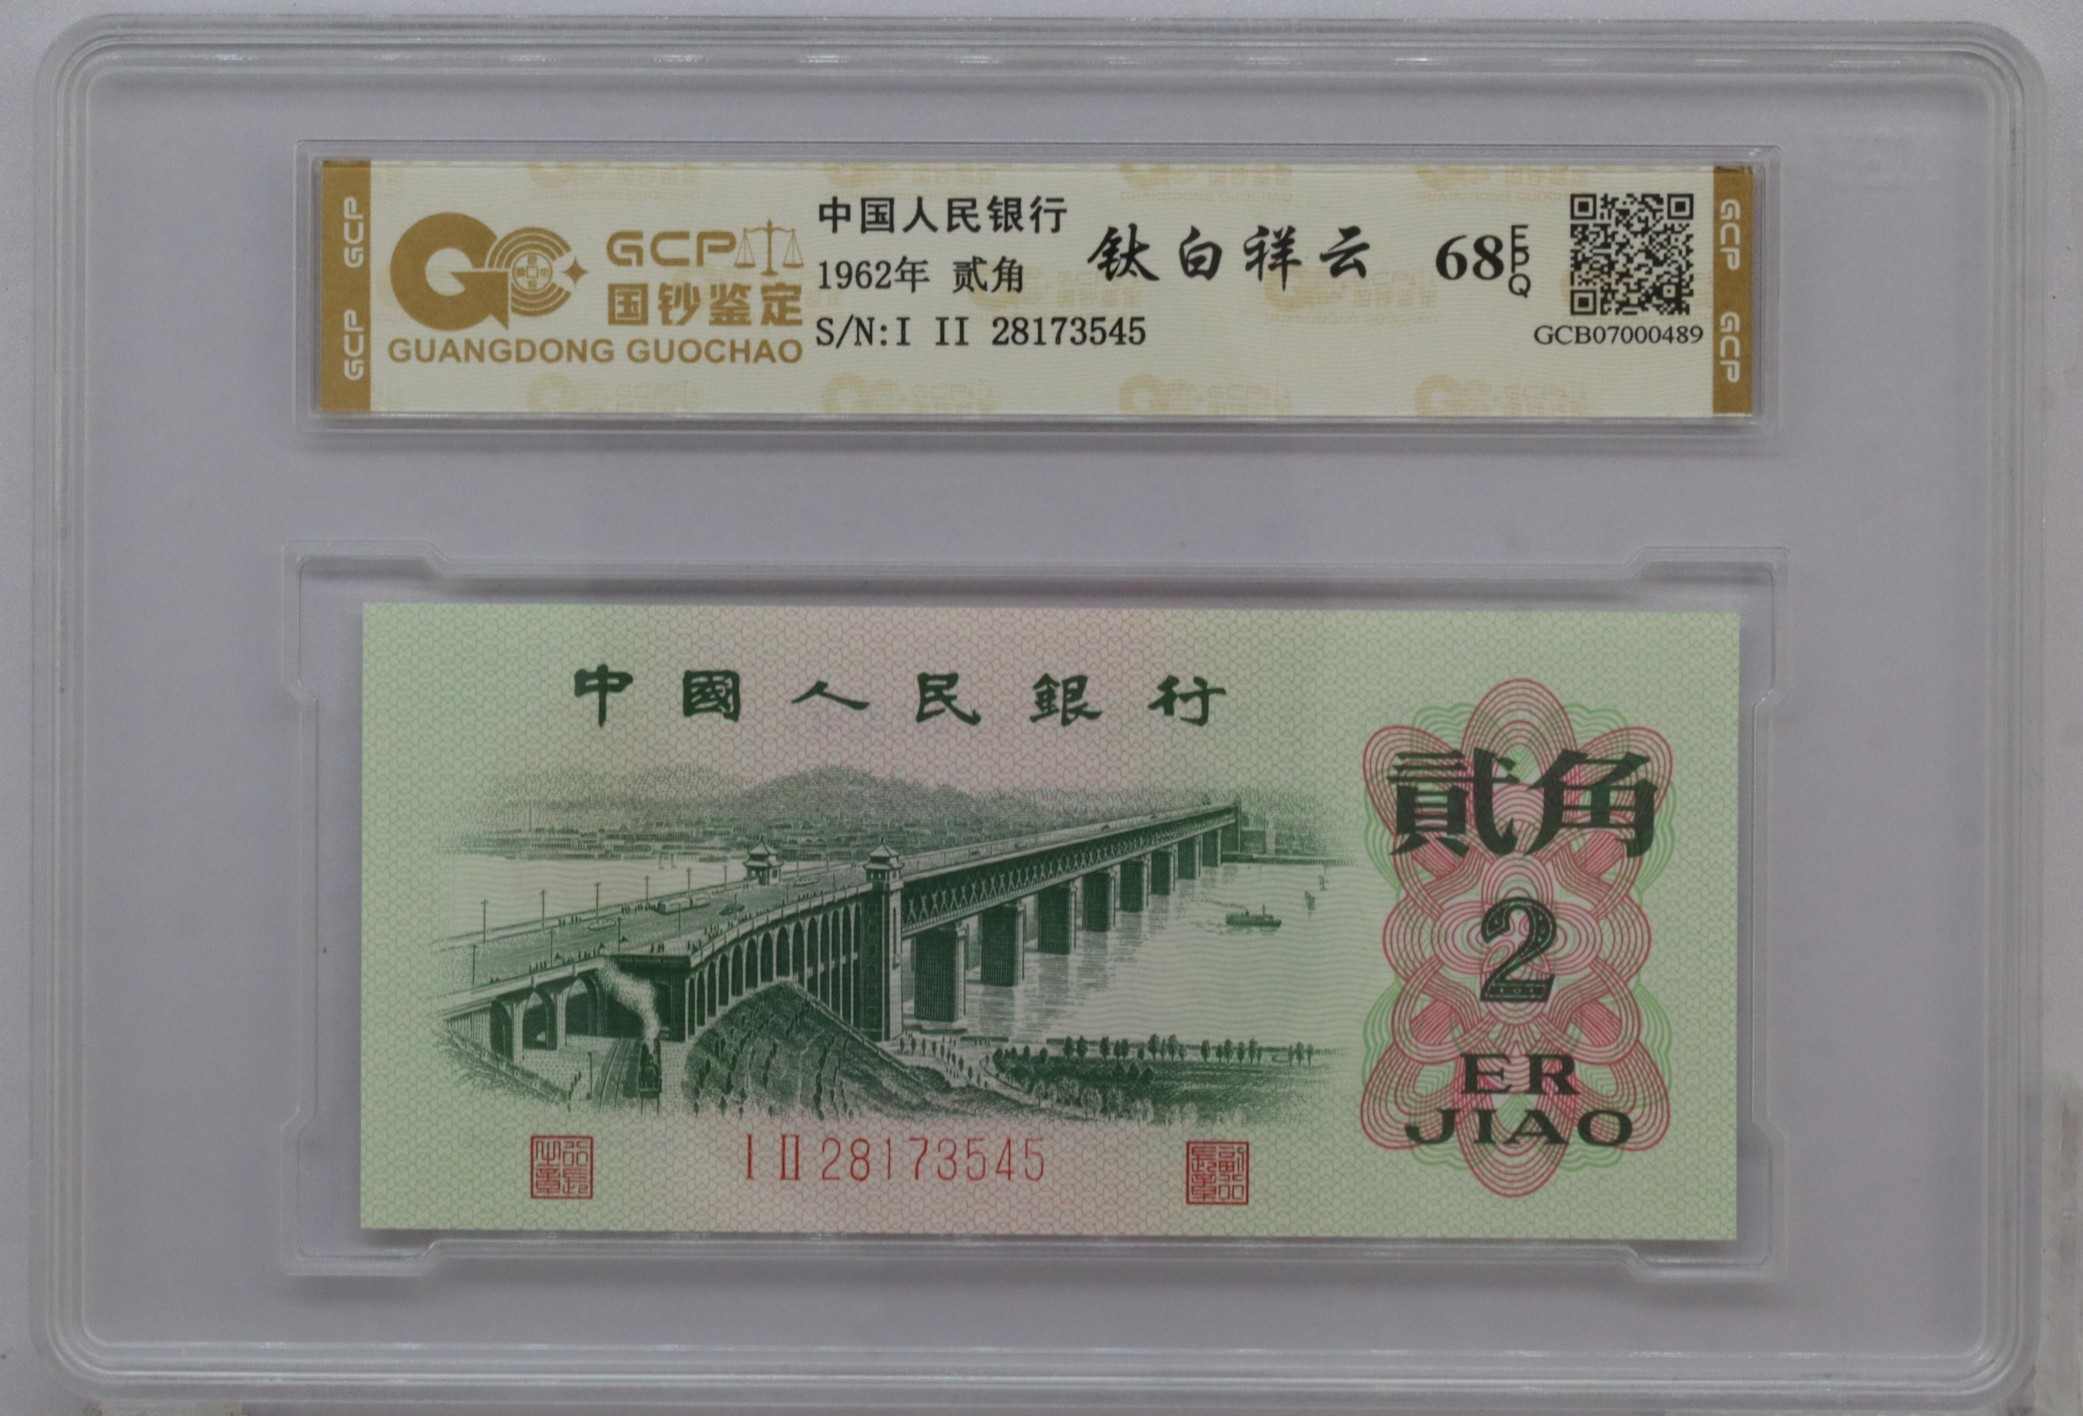 GCP
GCP
GCP
国钞鉴定
GUANGDONG GUOCHAO
中国人民银行
1962年 贰角
S/N:I II 28173545
钛白祥云
68 EPQ
GCB07000489
GCP
GCP
中國人民銀行
貳角
2
ER
JIAO
I II 28173545